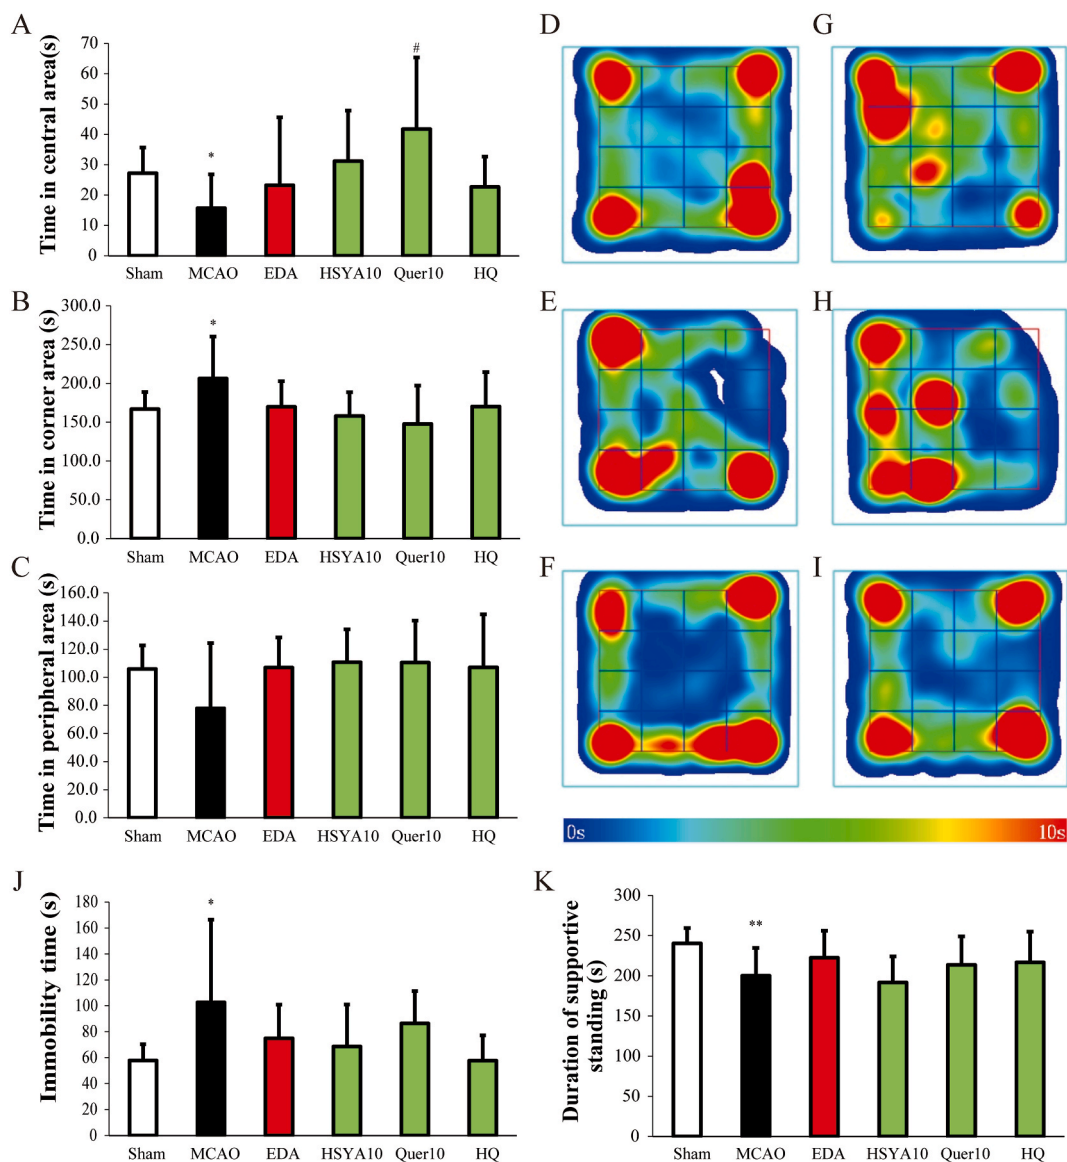 A
Time in central area(s)
70
60
50
40
30
20
10
0
*
#
Sham MCAO EDA HSYA10 Quer10 HQ
B
Time in corner area (s)
300.0
250.0
200.0
150.0
100.0
50.0
0.0
*
Sham MCAO EDA HSYA10 Quer10 HQ
C
Time in peripheral area (s)
160.0
140.0
120.0
100.0
80.0
60.0
40.0
20.0
0.0
Sham MCAO EDA HSYA10 Quer10 HQ
D
G
E
H
F
I
0s 10s
J
Immobility time (s)
180
160
140
120
100
80
60
40
20
0
*
Sham MCAO EDA HSYA10 Quer10 HQ
K
Duration of supportive
standing (s)
300
250
200
150
100
50
0
**
Sham MCAO EDA HSYA10 Quer10 HQ